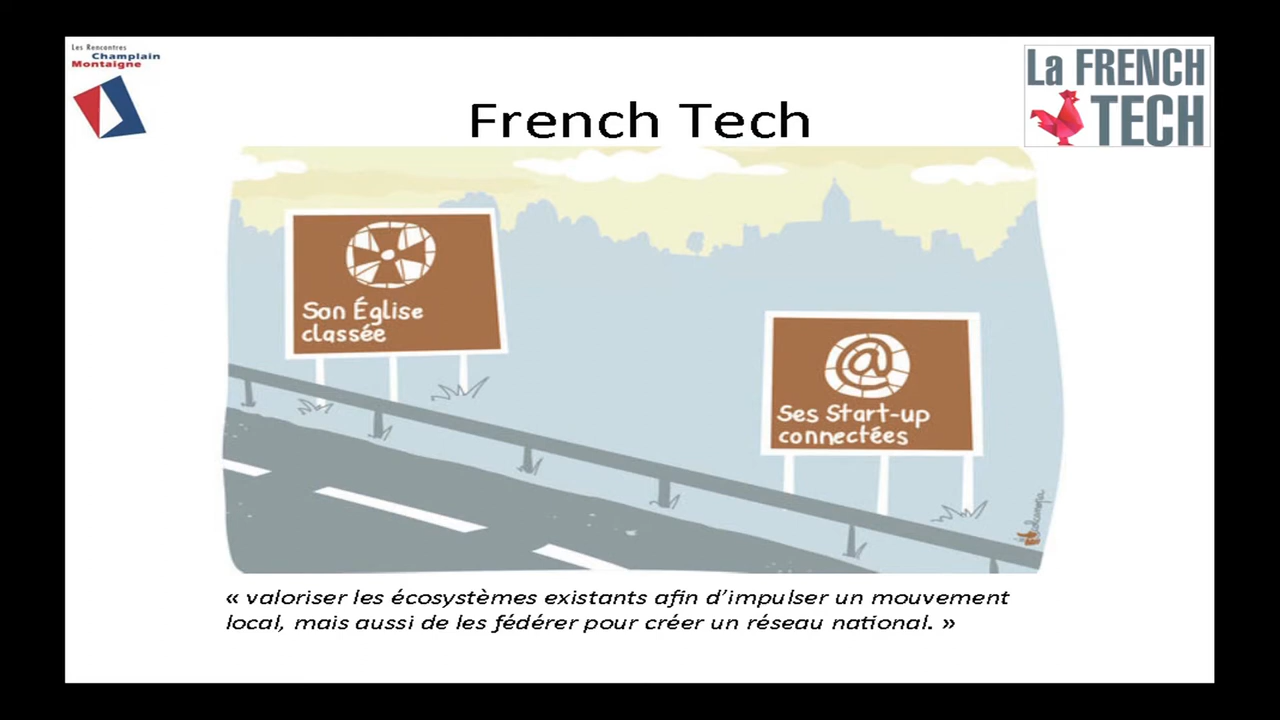 Les Rencontres
Champlain
Montaigne
La FRENCH
TECH
French Tech
Son Église
classée
@
Ses Start-up
connectées
« valoriser les écosystèmes existants afin d’impulser un mouvement
local, mais aussi de les fédérer pour créer un réseau national. »